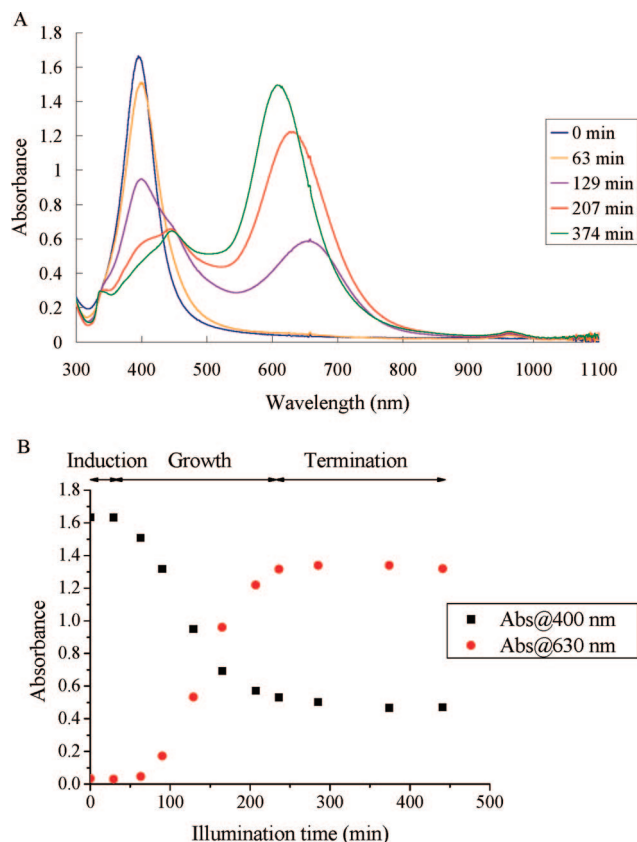 A
Absorbance
1.8
1.6
1.4
1.2
1
0.8
0.6
0.4
0.2
0
300 400 500 600 700 800 900 1000 1100
Wavelength (nm)
0 min
63 min
129 min
207 min
374 min
B
Induction Growth Termination
Absorbance
1.8
1.6
1.4
1.2
1.0
0.8
0.6
0.4
0.2
0.0
0 100 200 300 400 500
Illumination time (min)
Abs@400 nm
Abs@630 nm